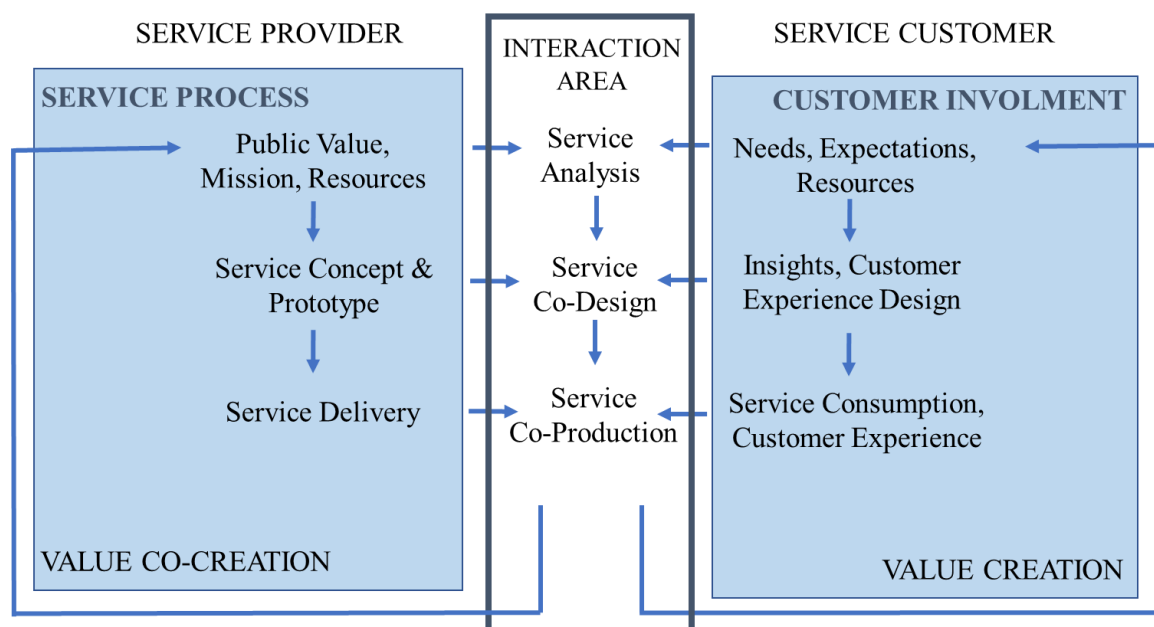 SERVICE PROVIDER
SERVICE PROCESS
Public Value,
Mission, Resources
Service Concept &
Prototype
Service Delivery
VALUE CO-CREATION
INTERACTION
AREA
Service
Analysis
Service
Co-Design
Service
Co-Production
SERVICE CUSTOMER
CUSTOMER INVOLMENT
Needs, Expectations,
Resources
Insights, Customer
Experience Design
Service Consumption,
Customer Experience
VALUE CREATION